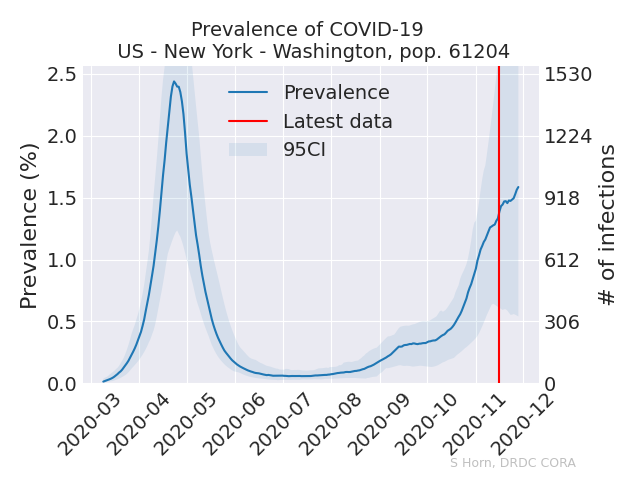 Prevalence of COVID-19
US - New York - Washington, pop. 61204
2.5
2.0
1.5
1.0
0.5
0.0
Prevalence (%)
Prevalence
Latest data
95CI
1530
1224
918
612
306
0
# of infections
2020-03
2020-04
2020-05
2020-06
2020-07
2020-08
2020-09
2020-10
2020-11
2020-12
S Horn, DRDC CORA